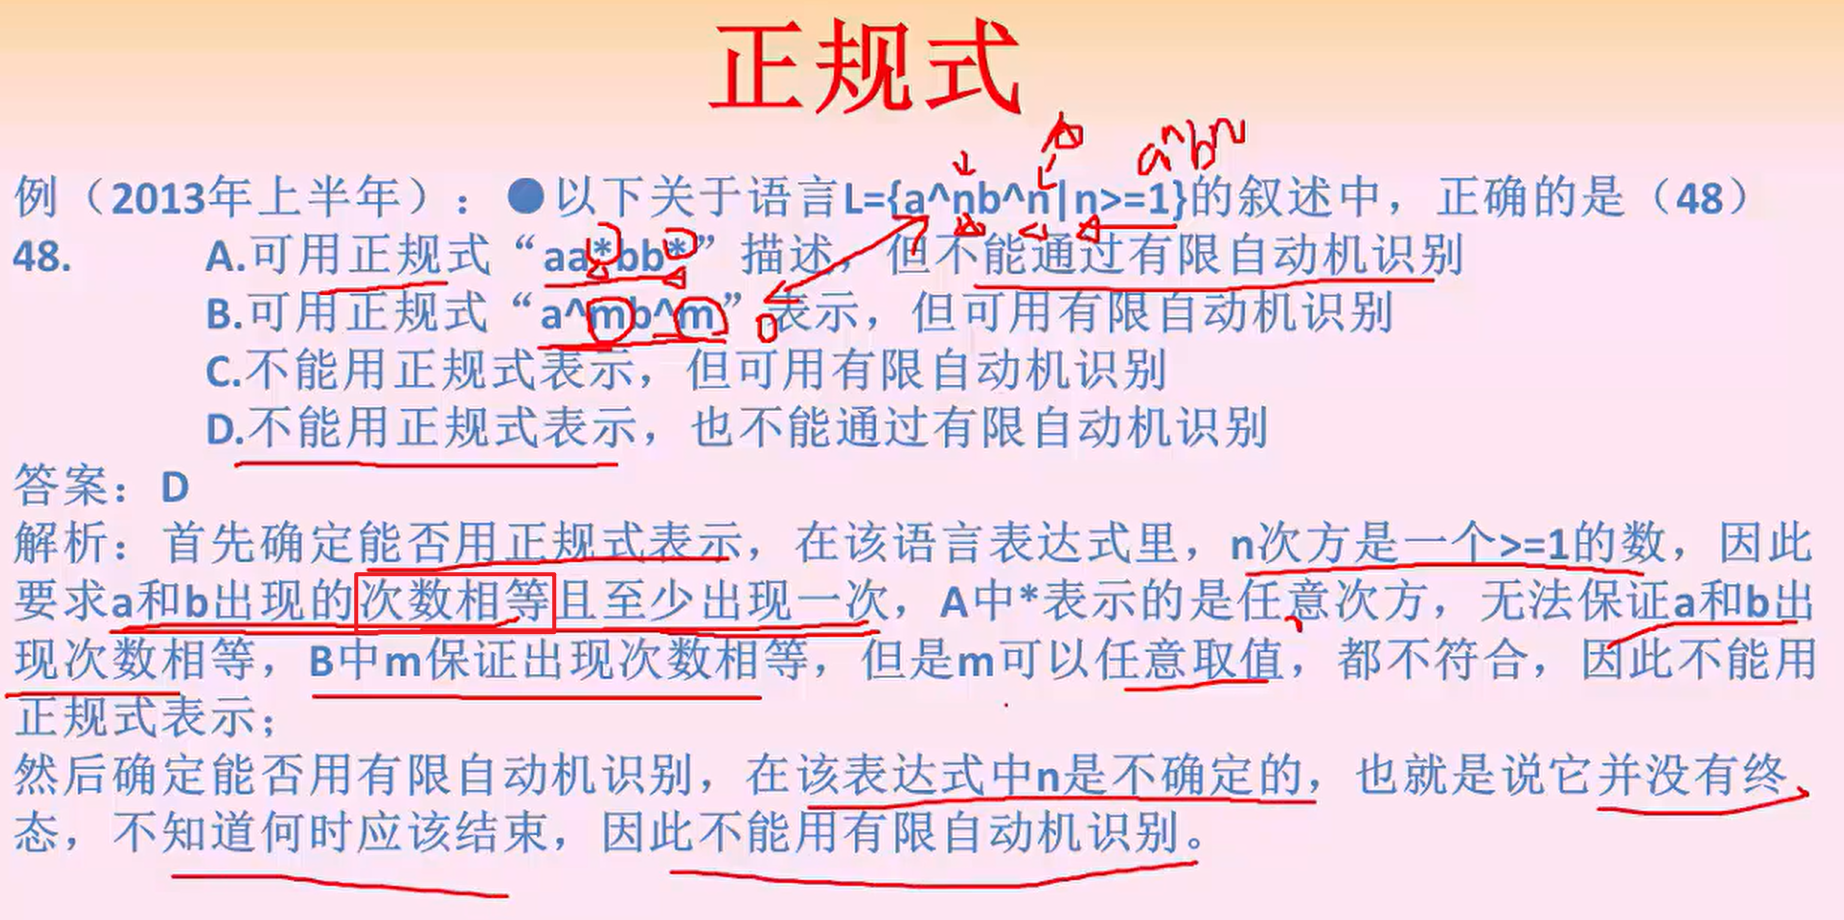 正规式
a^n b^n
例（2013年上半年）：●以下关于语言L={a^nb^n|n>=1}的叙述中，正确的是（48）
48. A.可用正规式“aa*bb*”描述，但不能通过有限自动机识别
B.可用正规式“a^mb^m”表示，但可用有限自动机识别
C.不能用正规式表示，但可用有限自动机识别
D.不能用正规式表示，也不能通过有限自动机识别
答案：D
解析：首先确定能否用正规式表示，在该语言表达式里，n次方是一个>=1的数，因此
要求a和b出现的次数相等且至少出现一次，A中*表示的是任意次方，无法保证a和b出
现次数相等，B中m保证出现次数相等，但是m可以任意取值，都不符合，因此不能用
正规式表示；
然后确定能否用有限自动机识别，在该表达式中n是不确定的，也就是说它并没有终
态，不知道何时应该结束，因此不能用有限自动机识别。